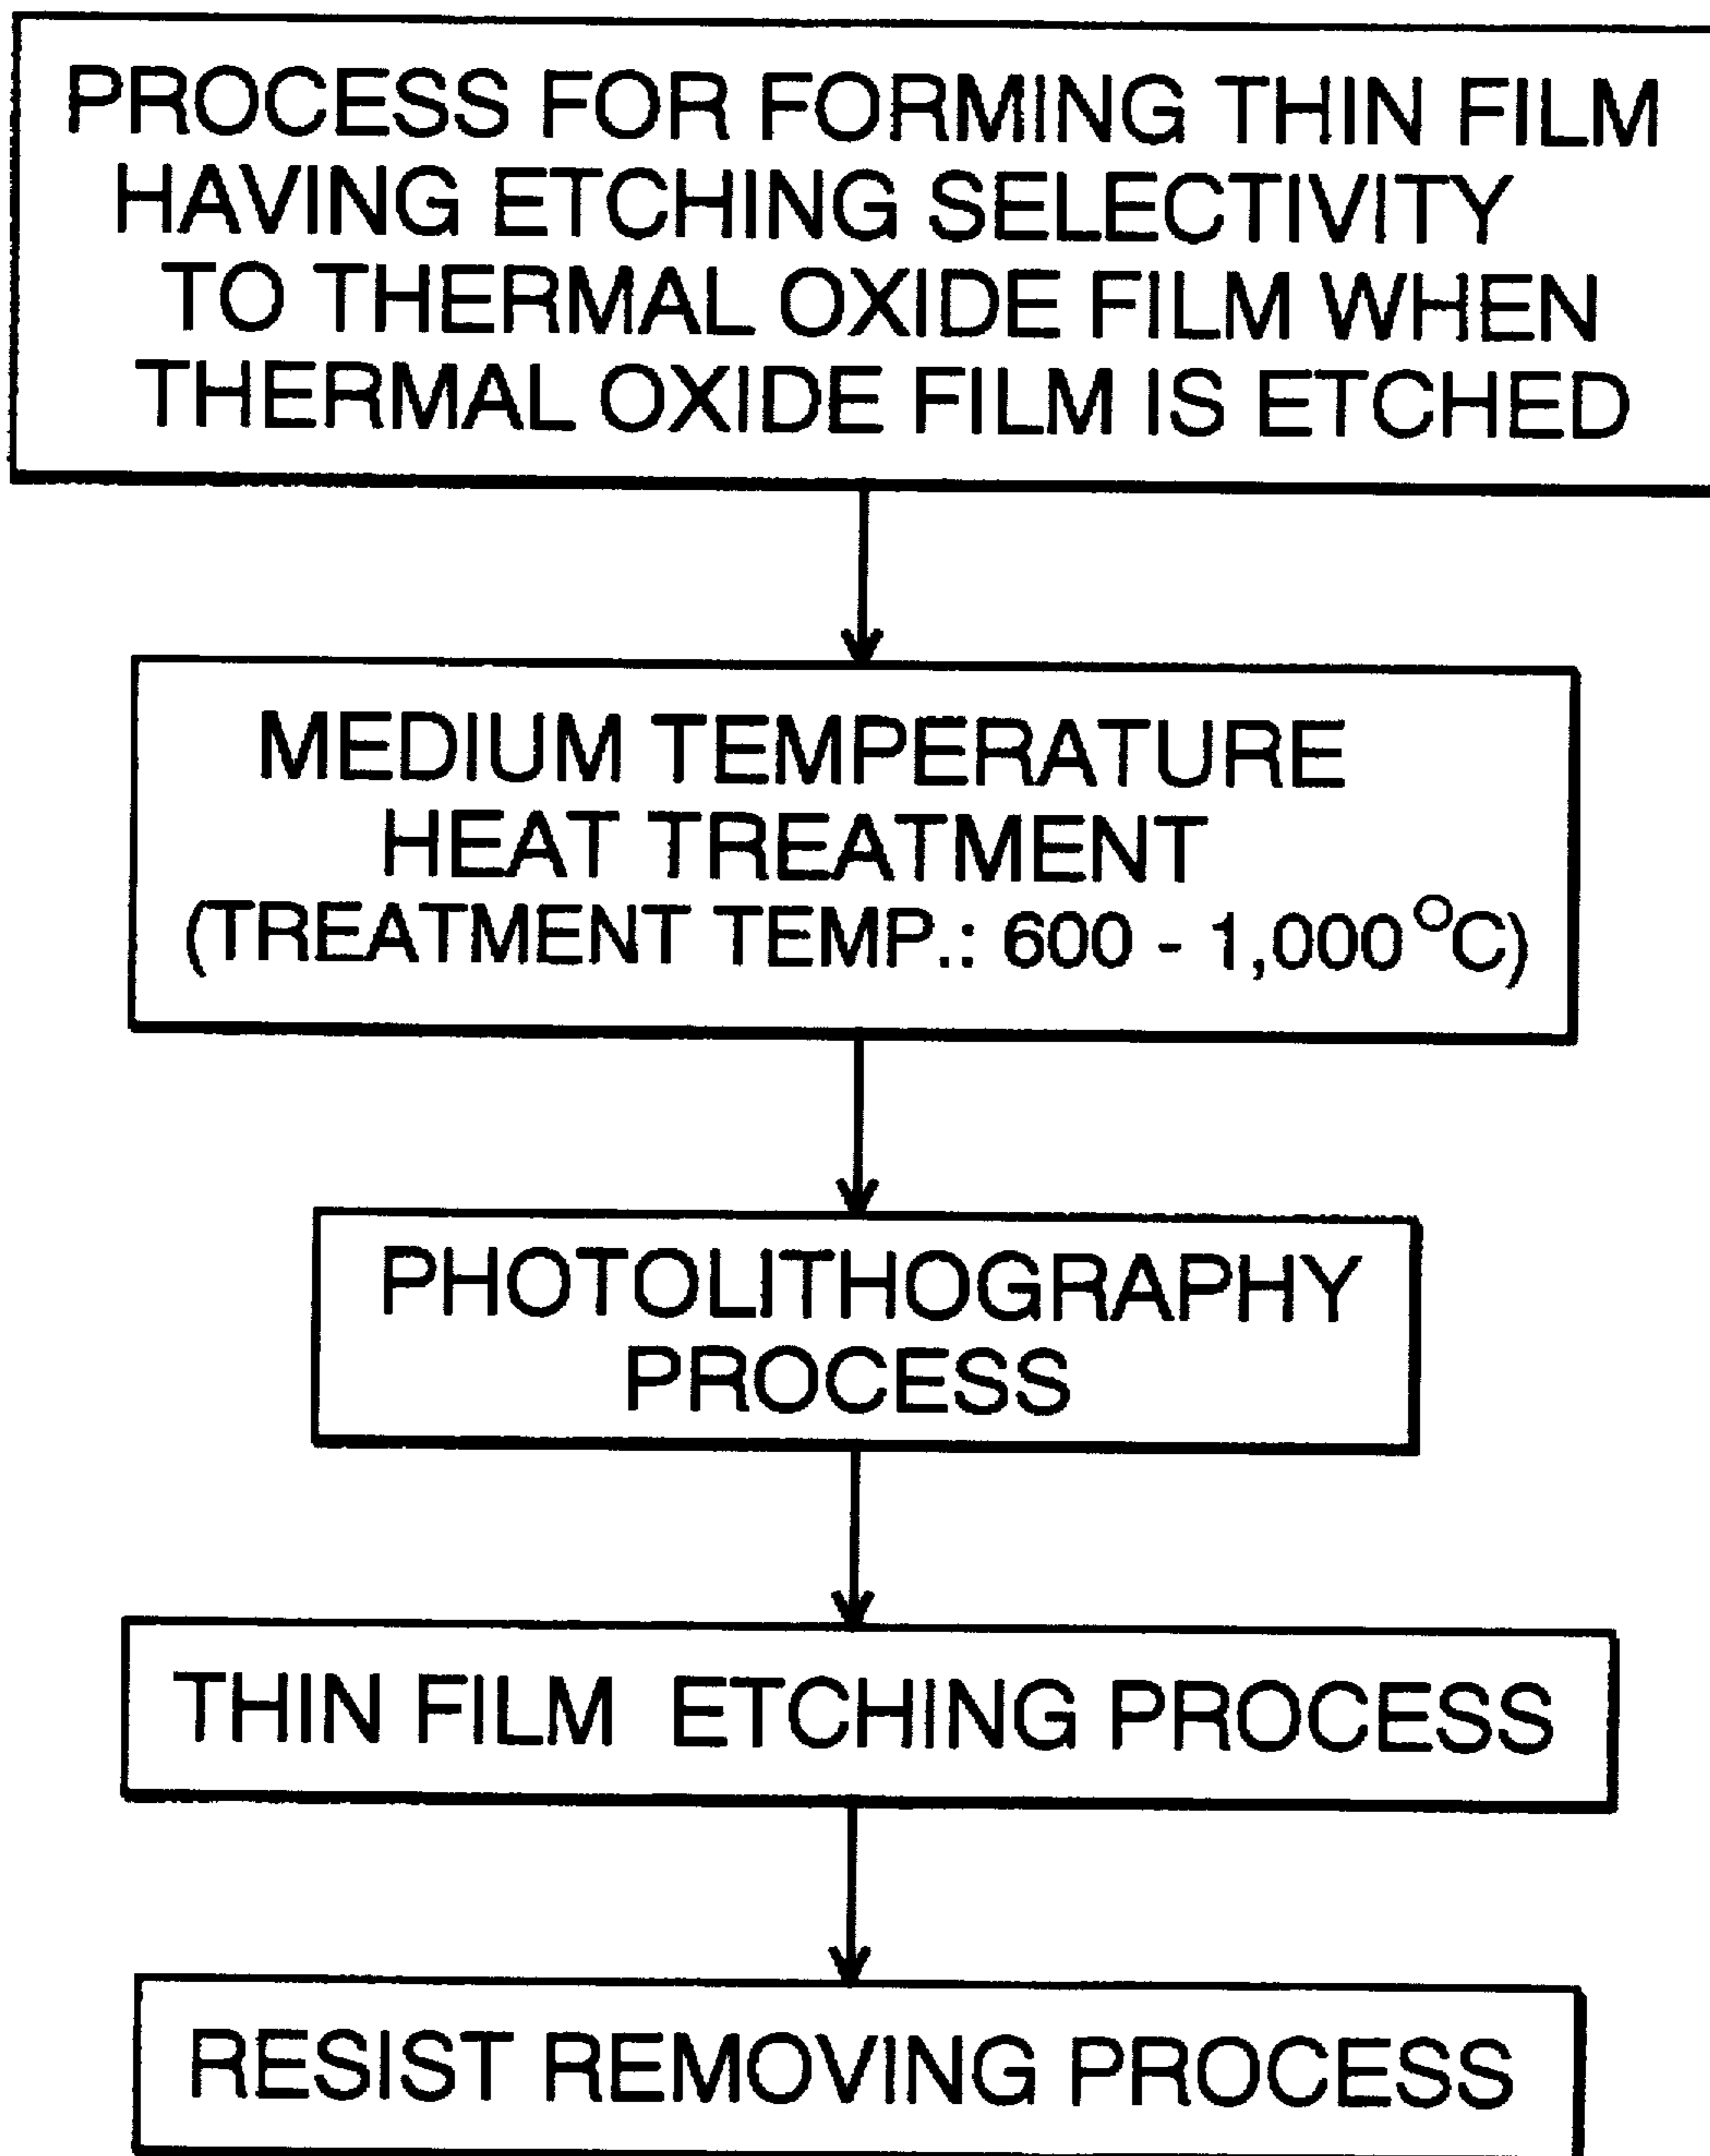 PROCESS FOR FORMING THIN FILM
HAVING ETCHING SELECTIVITY
TO THERMAL OXIDE FILM WHEN
THERMAL OXIDE FILM IS ETCHED
MEDIUM TEMPERATURE
HEAT TREATMENT
(TREATMENT TEMP.: 600 - 1,000°C)
PHOTOLITHOGRAPHY
PROCESS
THIN FILM ETCHING PROCESS
RESIST REMOVING PROCESS